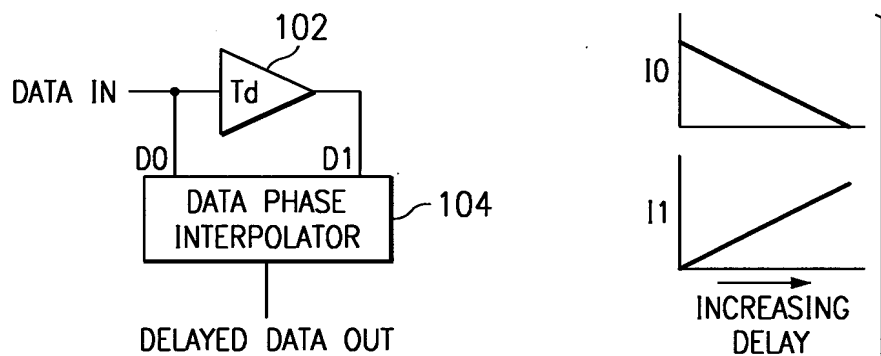 102
DATA IN
Td
D0
D1
DATA PHASE
INTERPOLATOR
104
DELAYED DATA OUT
I0
I1
INCREASING
DELAY